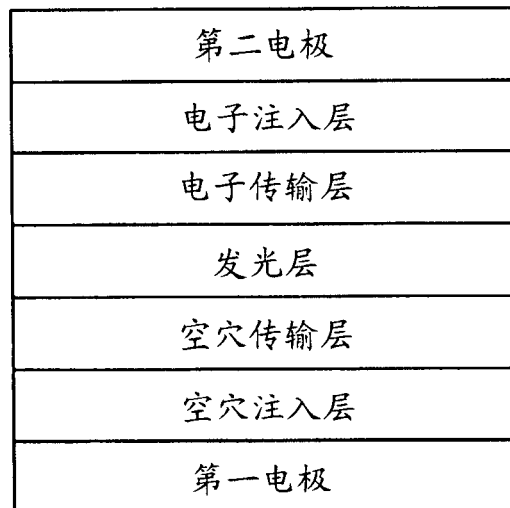 第二电极
电子注入层
电子传输层
发光层
空穴传输层
空穴注入层
第一电极